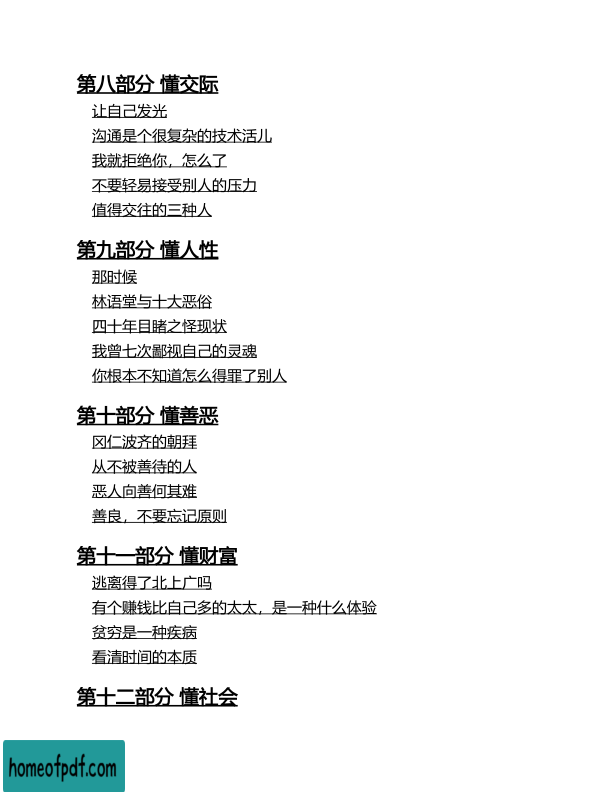 第八部分 懂交际
让自己发光
沟通是个很复杂的技术活儿
我就拒绝你，怎么了
不要轻易接受别人的压力
值得交往的三种人
第九部分 懂人性
那时候
林语堂与十大恶俗
四十年目睹之怪现状
我曾七次鄙视自己的灵魂
你根本不知道怎么得罪了别人
第十部分 懂善恶
冈仁波齐的朝拜
从不被善待的人
恶人向善何其难
善良，不要忘记原则
第十一部分 懂财富
逃离得了北上广吗
有个赚钱比自己多的太太，是一种什么体验
贫穷是一种疾病
看清时间的本质
第十二部分 懂社会
homeofpdf.com